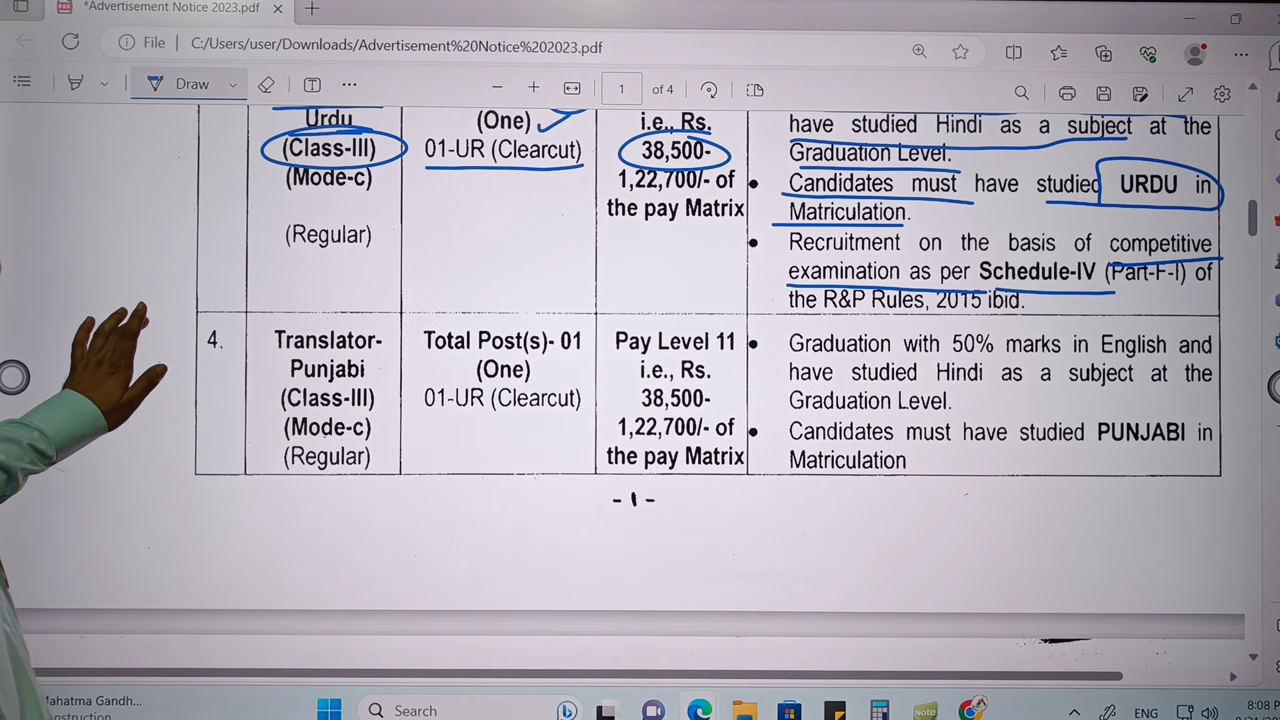 *Advertisement Notice 2023.pdf
File | C:/Users/user/Downloads/Advertisement%20Notice%202023.pdf
Draw 1 of 4
Urdu
(Class-III)
(Mode-c)
(Regular)
(One)
01-UR (Clearcut)
i.e., Rs.
38,500-
1,22,700/- of
the pay Matrix
have studied Hindi as a subject at the
Graduation Level.
Candidates must have studied URDU in
Matriculation.
Recruitment on the basis of competitive
examination as per Schedule-IV (Part-F-I) of
the R&P Rules, 2015 ibid.
4.
Translator-
Punjabi
(Class-III)
(Mode-c)
(Regular)
Total Post(s)- 01
(One)
01-UR (Clearcut)
Pay Level 11
i.e., Rs.
38,500-
1,22,700/- of
the pay Matrix
Graduation with 50% marks in English and
have studied Hindi as a subject at the
Graduation Level.
Candidates must have studied PUNJABI in
Matriculation
- 1 -
Search
ENG
8:08 P